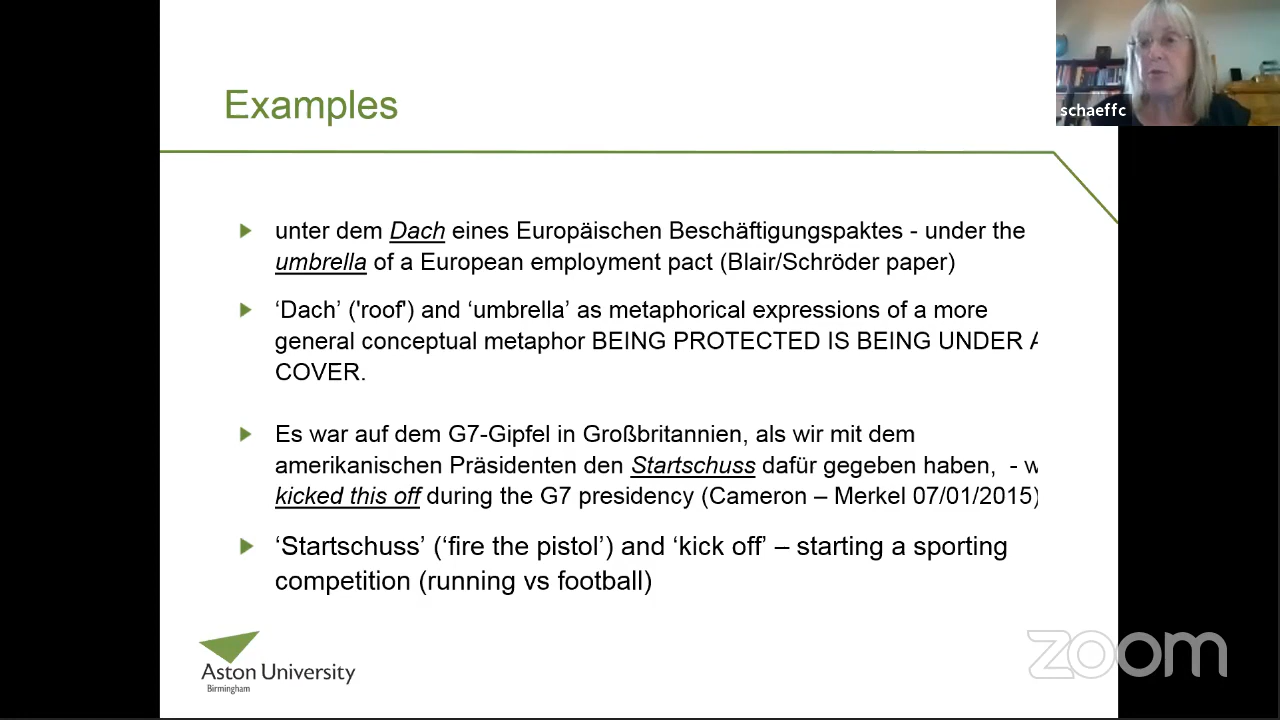 Examples
schaeffc
unter dem Dach eines Europäischen Beschäftigungspaktes - under the
umbrella of a European employment pact (Blair/Schröder paper)
‘Dach’ ('roof') and ‘umbrella’ as metaphorical expressions of a more
general conceptual metaphor BEING PROTECTED IS BEING UNDER A
COVER.
Es war auf dem G7-Gipfel in Großbritannien, als wir mit dem
amerikanischen Präsidenten den Startschuss dafür gegeben haben, -
kicked this off during the G7 presidency (Cameron – Merkel 07/01/2015)
‘Startschuss’ (‘fire the pistol’) and ‘kick off’ – starting a sporting
competition (running vs football)
Aston University
Birmingham
zoom